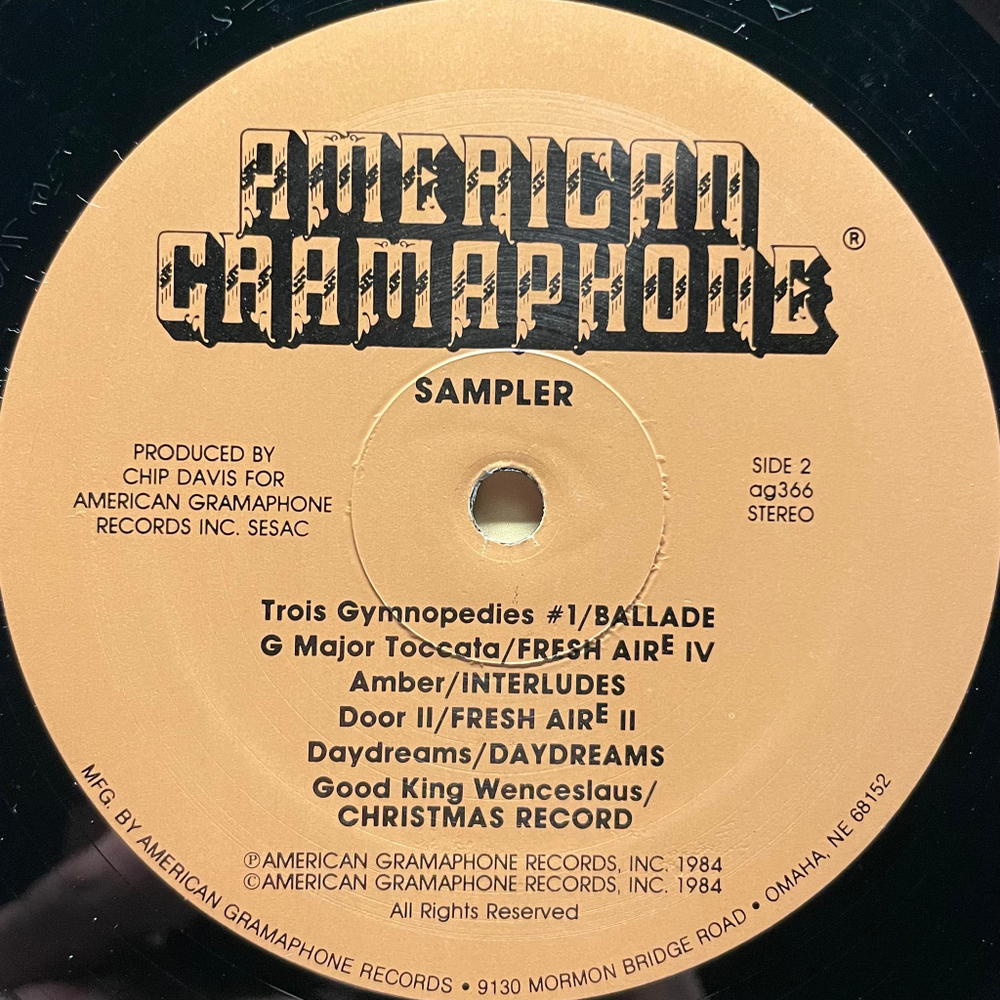 AMERICAN
GRAMAPHONE®
SAMPLER
PRODUCED BY
CHIP DAVIS FOR
AMERICAN GRAMAPHONE
RECORDS INC. SESAC
SIDE 2
ag366
STEREO
Trois Gymnopedies #1/BALLADE
G Major Toccata/FRESH AIRE IV
Amber/INTERLUDES
Door II/FRESH AIRE II
Daydreams/DAYDREAMS
Good King Wenceslaus/
CHRISTMAS RECORD
℗AMERICAN GRAMAPHONE RECORDS, INC. 1984
©AMERICAN GRAMAPHONE RECORDS, INC. 1984
All Rights Reserved
MFG. BY AMERICAN GRAMAPHONE RECORDS • 9130 MORMON BRIDGE ROAD • OMAHA, NE 68152